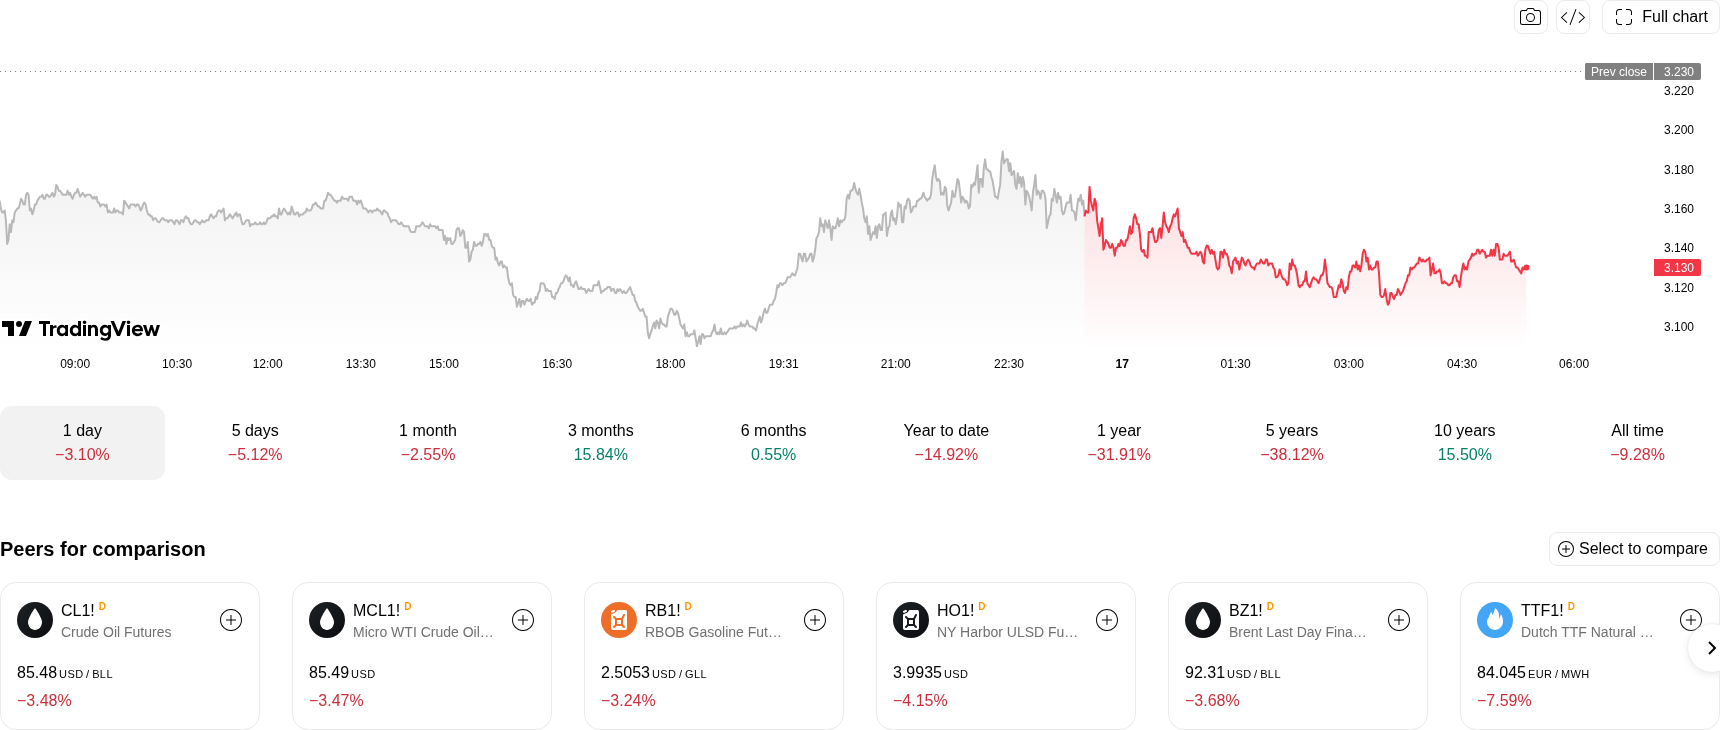 Full chart
Prev close 3.230
3.220
3.200
3.180
3.160
3.140
3.130
3.120
3.100
TradingView
09:00 10:30 12:00 13:30 15:00 16:30 18:00 19:31 21:00 22:30 17 01:30 03:00 04:30 06:00
1 day 5 days 1 month 3 months 6 months Year to date 1 year 5 years 10 years All time
−3.10% −5.12% −2.55% 15.84% 0.55% −14.92% −31.91% −38.12% 15.50% −9.28%
Peers for comparison
Select to compare
CL1! D
Crude Oil Futures
85.48 USD / BLL
−3.48%
MCL1! D
Micro WTI Crude Oil…
85.49 USD
−3.47%
RB1! D
RBOB Gasoline Fut…
2.5053 USD / GLL
−3.24%
HO1! D
NY Harbor ULSD Fu…
3.9935 USD
−4.15%
BZ1! D
Brent Last Day Fina…
92.31 USD / BLL
−3.68%
TTF1! D
Dutch TTF Natural …
84.045 EUR / MWH
−7.59%